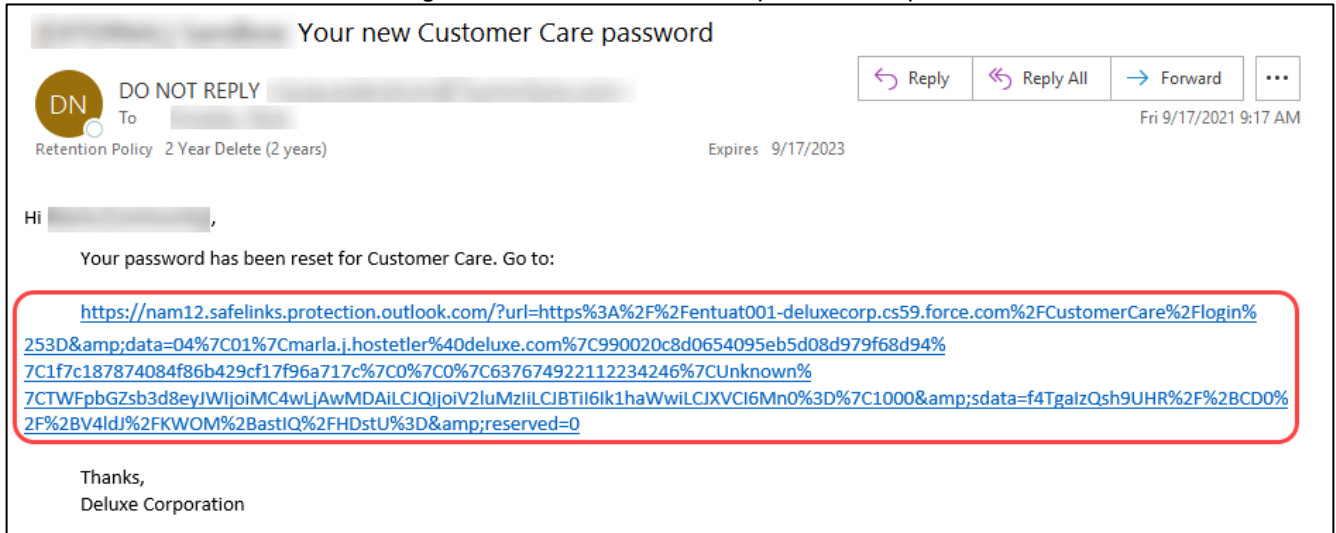 Your new Customer Care password
DN
DO NOT REPLY
To
Reply
Reply All
Forward
...
Fri 9/17/2021 9:17 AM
Retention Policy 2 Year Delete (2 years)
Expires 9/17/2023
Hi ,
Your password has been reset for Customer Care. Go to:
https://nam12.safelinks.protection.outlook.com/?url=https%3A%2F%2Fentuat001-deluxecorp.cs59.force.com%2FCustomerCare%2Flogin%
253D&amp;data=04%7C01%7Cmarla.j.hostetler%40deluxe.com%7C990020c8d0654095eb5d08d979f68d94%
7C1f7c187874084f86b429cf17f96a717c%7C0%7C0%7C637674922112234246%7CUnknown%
7CTWFpbGZsb3d8eyJWIjoiMC4wLjAwMDAiLCJQIjoiV2luMzIiLCJBTiI6Ik1haWwiLCJXVCI6Mn0%3D%7C1000&amp;sdata=f4TgaIzQsh9UHR%2F%2BCD0%
2F%2BV4ldJ%2FKWOM%2BastIQ%2FHDstU%3D&amp;reserved=0
Thanks,
Deluxe Corporation